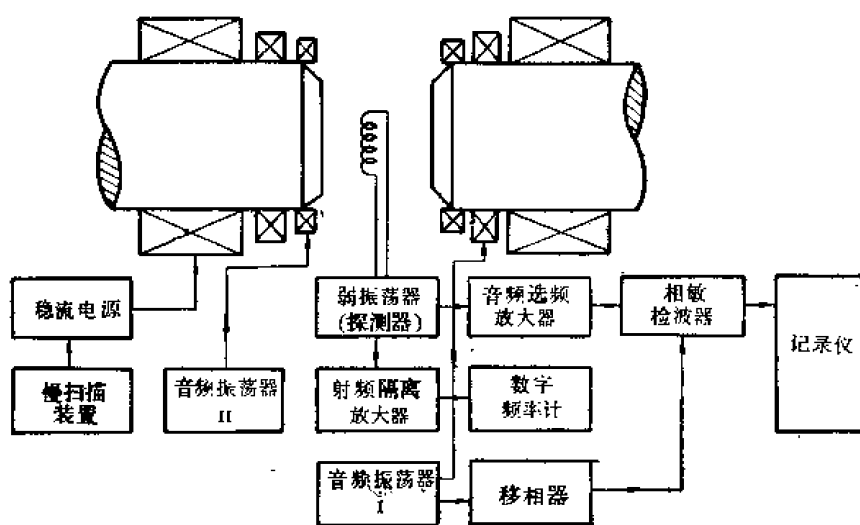 稳流电源
慢扫描
装置
音频振荡器
II
弱振荡器
(探测器)
射频隔离
放大器
音频振荡器
I
音频选频
放大器
数字
频率计
移相器
相敏
检波器
记录仪